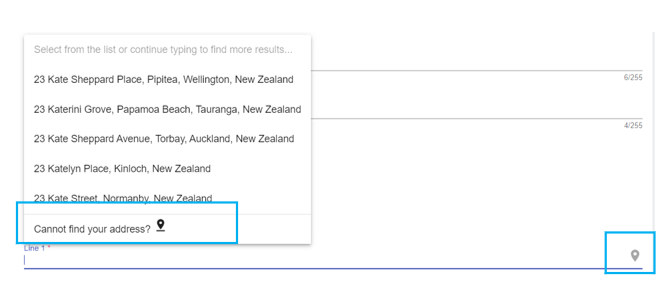 Select from the list or continue typing to find more results...
23 Kate Sheppard Place, Pipitea, Wellington, New Zealand
6/255
23 Katerini Grove, Papamoa Beach, Tauranga, New Zealand
4/255
23 Kate Sheppard Avenue, Torbay, Auckland, New Zealand
23 Katelyn Place, Kinloch, New Zealand
23 Kate Street, Normanby, New Zealand
Cannot find your address?
Line 1 *